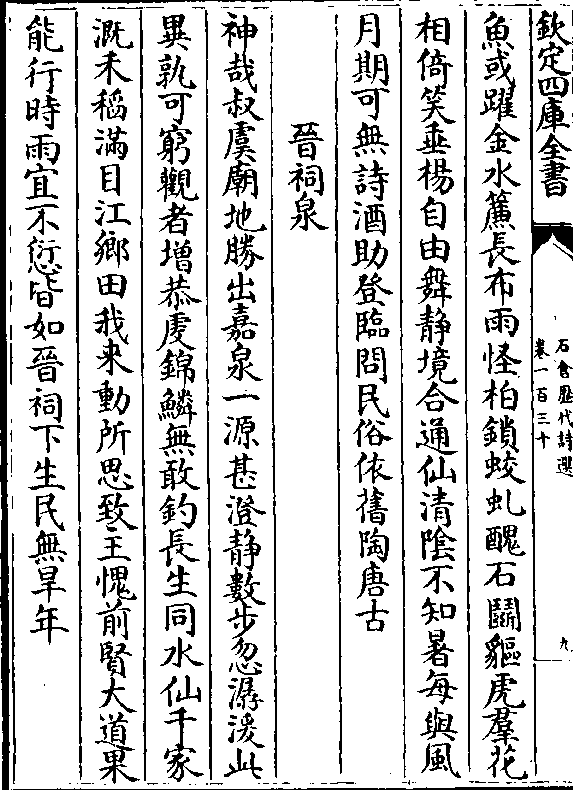 欽定四庫全書
石倉歷代詩選
卷一百三十
九
魚或躍金水簾長布雨怪柏鎖蛟虬醜石鬭貙虎羣花
相倚笑垂楊自由舞静境合通仙清隂不知暑每與風
月期可無詩酒助登臨問民俗依舊陶唐古
晉祠泉
神哉叔虞廟地勝出嘉泉一源甚澄静數步忽潺湲此
異孰可窮觀者增恭䖍錦鱗無敢釣長生同水仙千家
溉禾稻滿目江鄉田我來動所思致主愧前賢大道果
能行時雨宜不愆皆如晉祠下生民無旱年